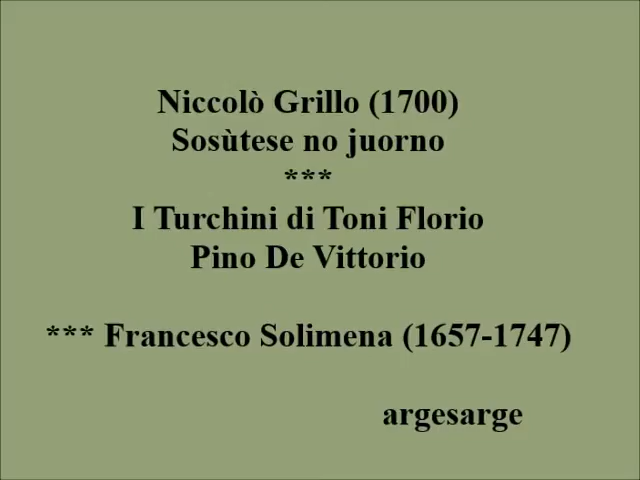 Niccolò Grillo (1700)
Sosùtese no juorno
***
I Turchini di Toni Florio
Pino De Vittorio
*** Francesco Solimena (1657-1747)
argesarge